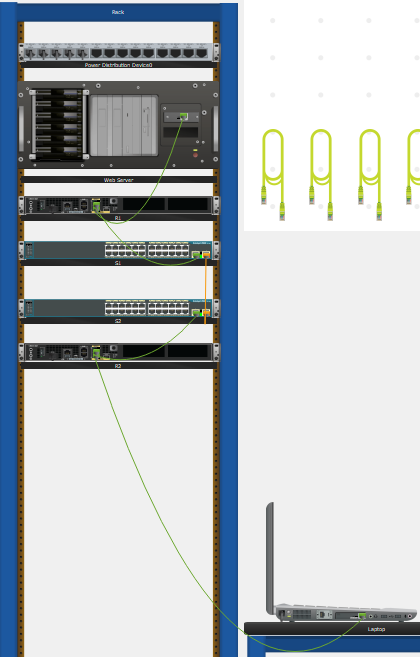 Rack
Power Distribution Device0
Web Server
R1
S1
S2
R2
Laptop